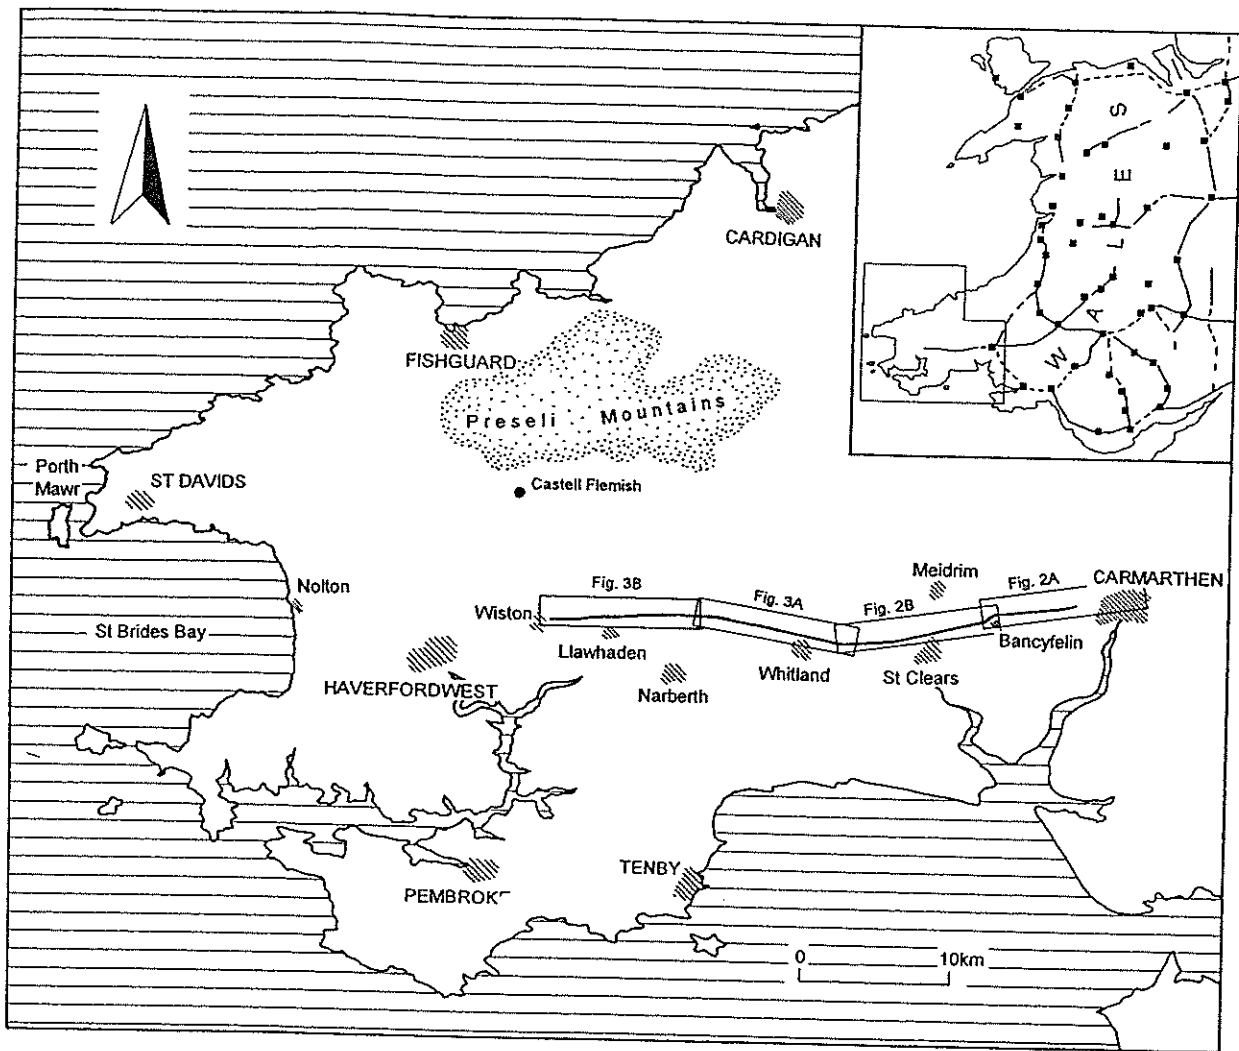 W A L E S
CARDIGAN
FISHGUARD
Preseli Mountains
Porth
Mawr
ST DAVIDS
Castell Flemish
Nolton
St Brides Bay
Meidrim
CARMARTHEN
Fig. 3B
Fig. 3A
Fig. 2B
Fig. 2A
Wiston
Llawhaden
Bancyfelin
HAVERFORDWEST
Narberth
Whitland
St Clears
PEMBROK
TENBY
0 10km